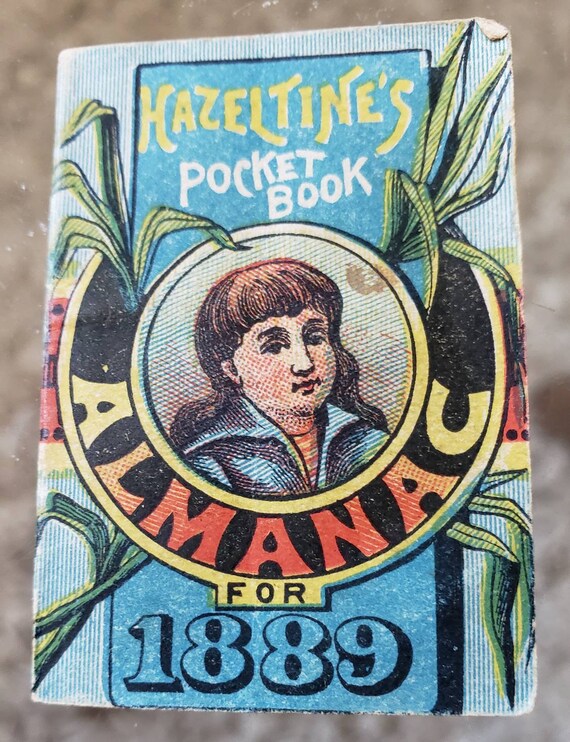 HAZELTINE'S
POCKET
BOOK
ALMANAC
FOR
1889